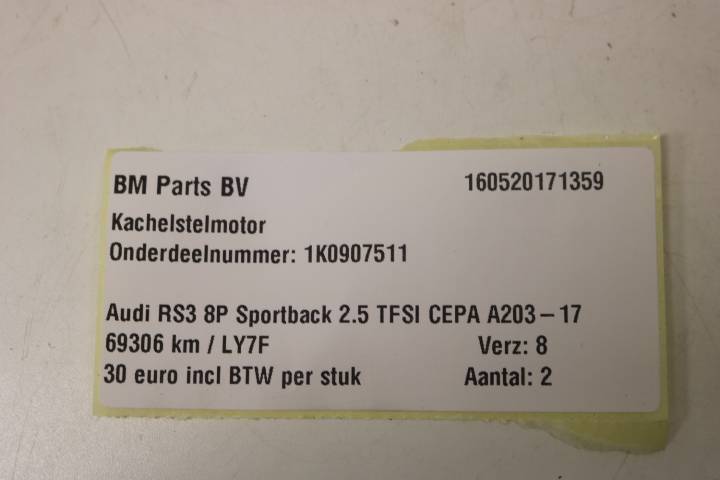 BM Parts BV 160520171359
Kachelstelmotor
Onderdeelnummer: 1K0907511
Audi RS3 8P Sportback 2.5 TFSI CEPA A203-17
69306 km / LY7F Verz: 8
30 euro incl BTW per stuk Aantal: 2